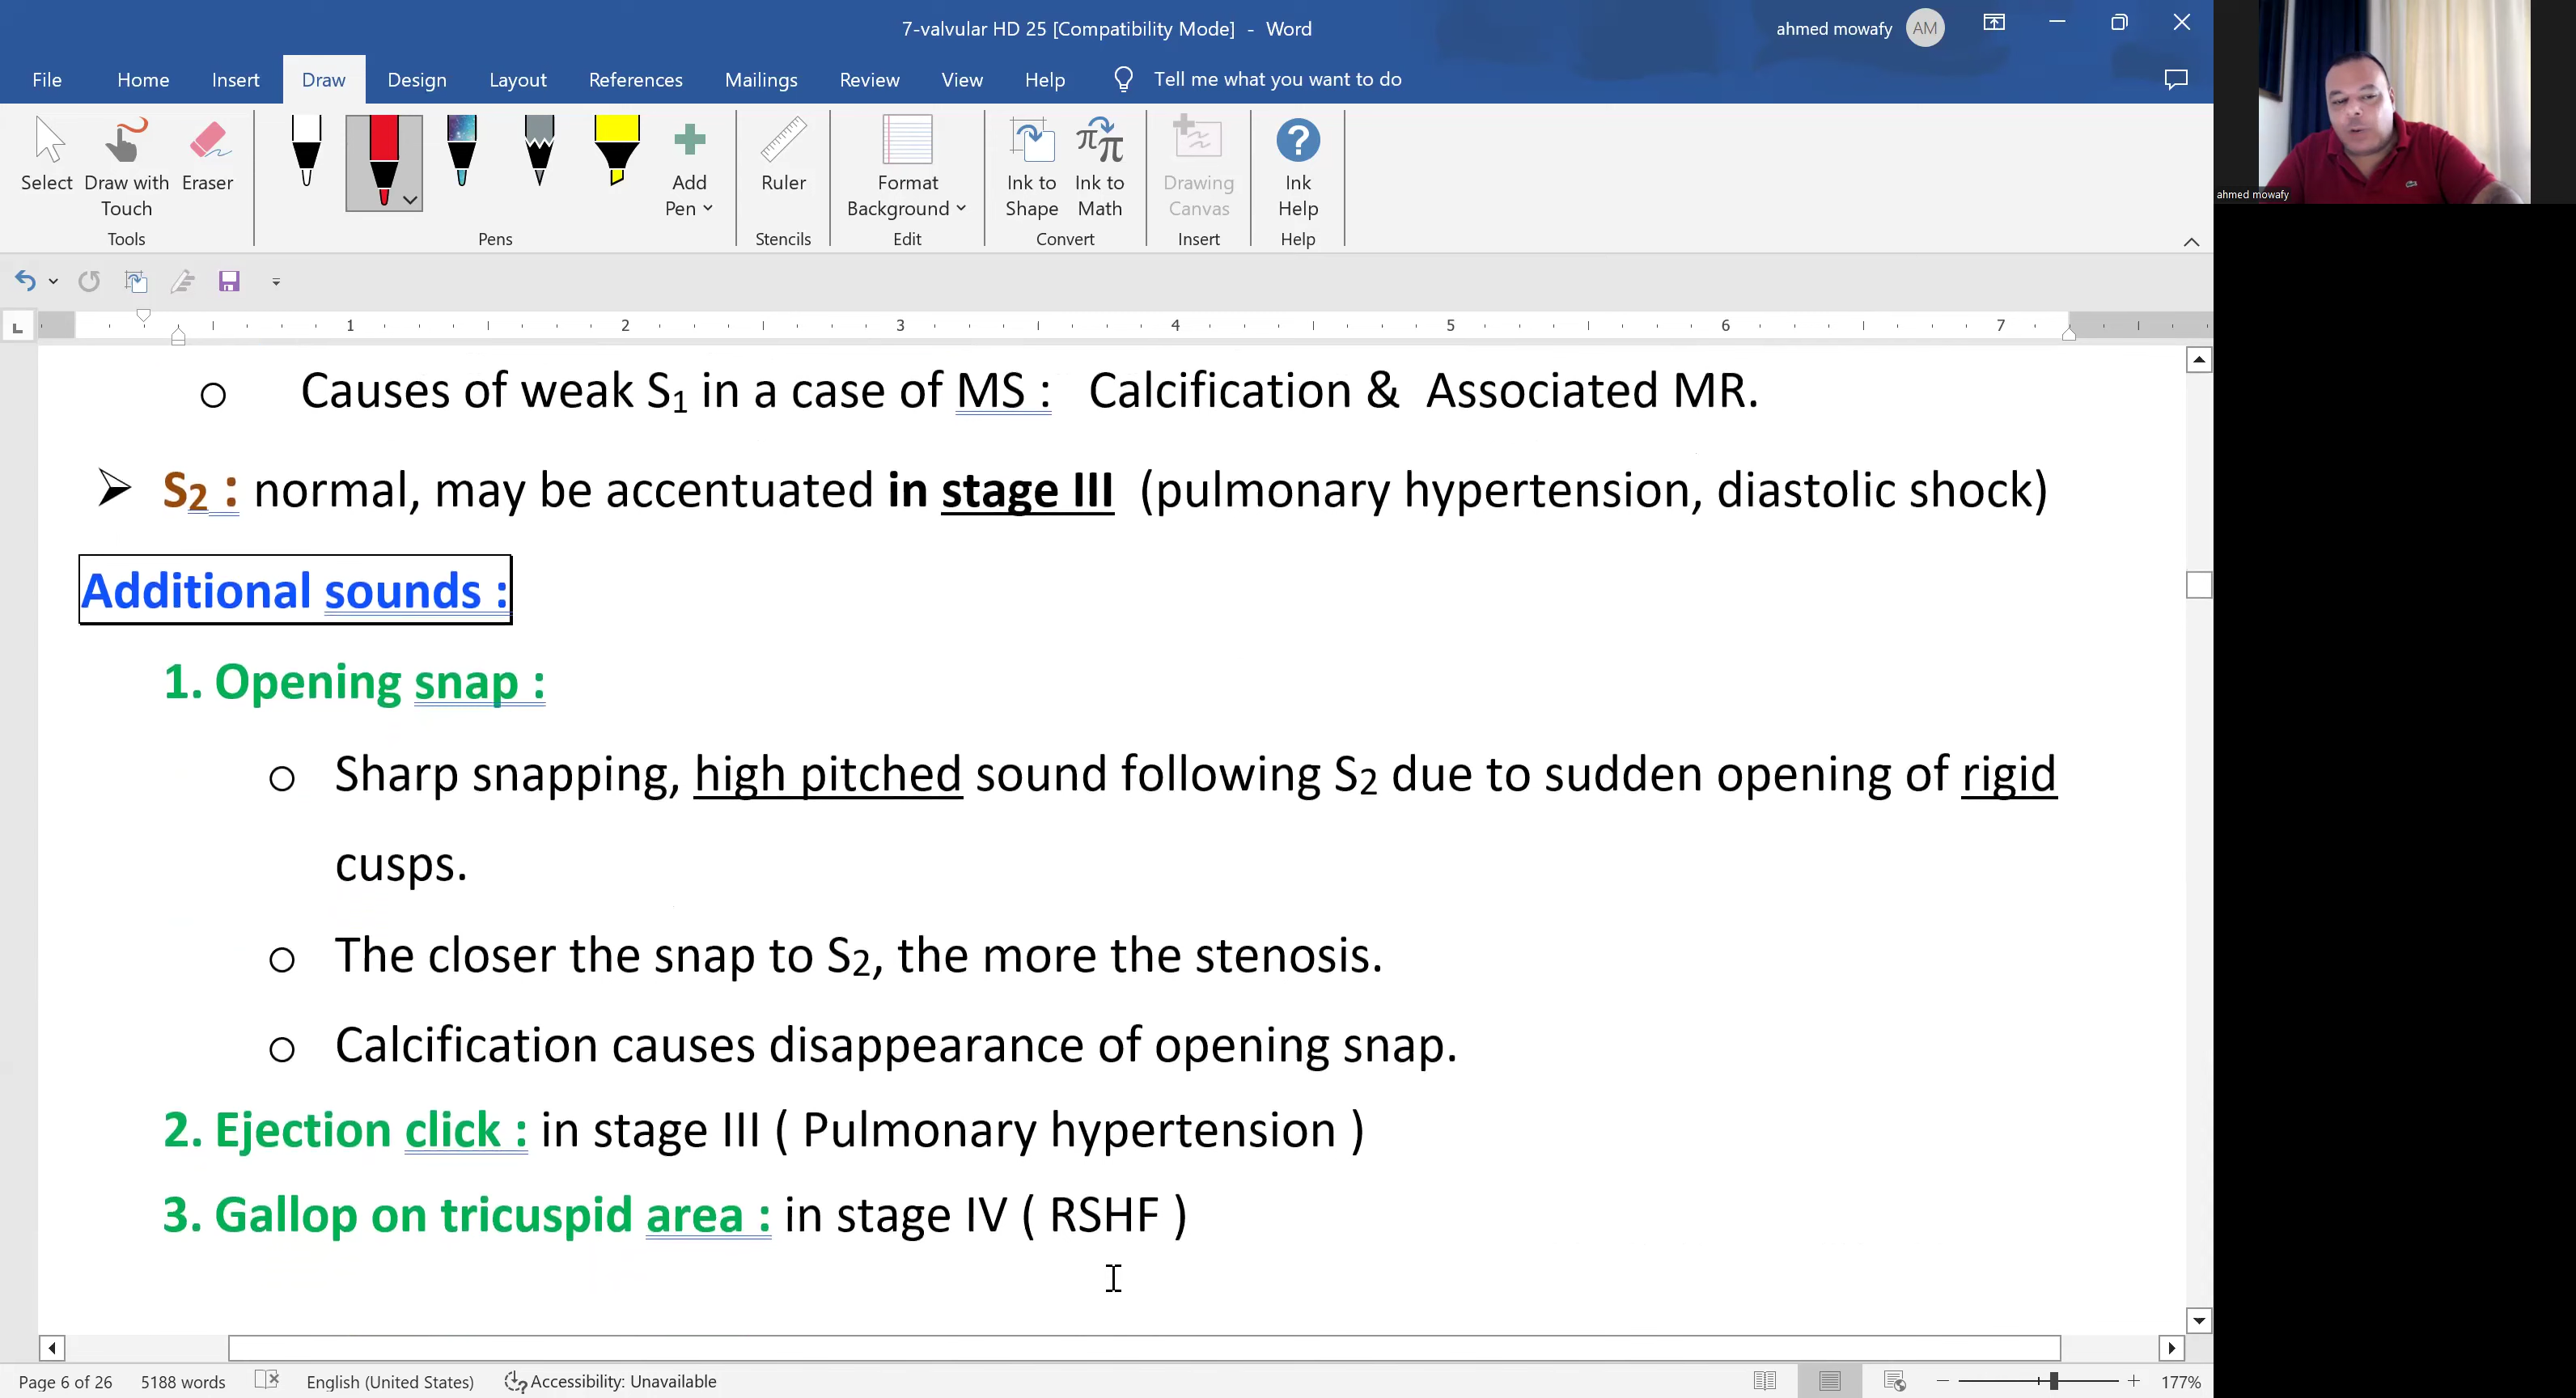 7-valvular HD 25 [Compatibility Mode] - Word
ahmed mowafy AM
File Home Insert Draw Design Layout References Mailings Review View Help Tell me what you want to do
Select
Draw with Touch
Eraser
Add Pen
Ruler
Format Background
Ink to Shape
Ink to Math
Drawing Canvas
Ink Help
Tools Pens Stencils Edit Convert Insert Help
ahmed mowafy
1 2 3 4 5 6 7
o Causes of weak S1 in a case of MS : Calcification & Associated MR.
➢ S2 : normal, may be accentuated in stage III (pulmonary hypertension, diastolic shock)
Additional sounds :
1. Opening snap :
o Sharp snapping, high pitched sound following S2 due to sudden opening of rigid
cusps.
o The closer the snap to S2, the more the stenosis.
o Calcification causes disappearance of opening snap.
2. Ejection click : in stage III ( Pulmonary hypertension )
3. Gallop on tricuspid area : in stage IV ( RSHF )
Page 6 of 26 5188 words English (United States) Accessibility: Unavailable 177%